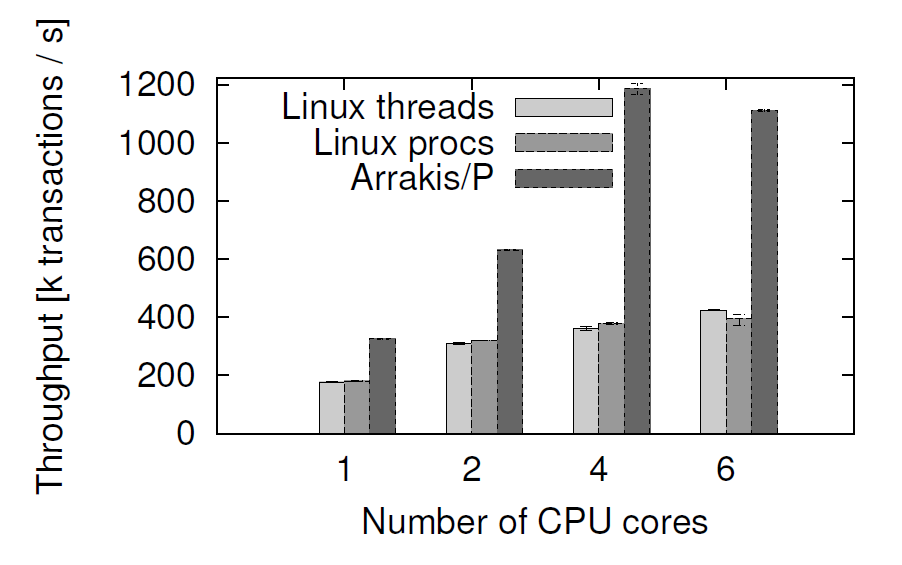 Throughput [k transactions / s]
1200
1000
800
600
400
200
0
Linux threads
Linux procs
Arrakis/P
1 2 4 6
Number of CPU cores